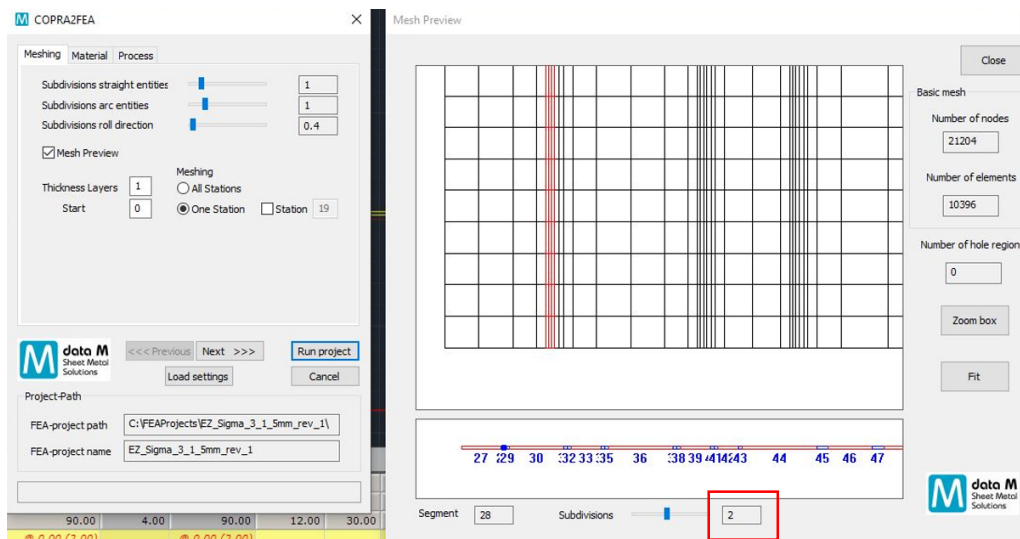 COPRA2FEA
Meshing Material Process
Subdivisions straight entities 1
Subdivisions arc entities 1
Subdivisions roll direction 0.4
Mesh Preview
Meshing
Thickness Layers 1
All Stations
Start 0
One Station Station 19
data M
Sheet Metal
Solutions
<<< Previous Next >>> Run project
Load settings Cancel
Project-Path
FEA-project path C:\FEAProjects\EZ_Sigma_3_1_5mm_rev_1\
FEA-project name EZ_Sigma_3_1_5mm_rev_1
90.00 4.00 90.00 12.00 30.00
Mesh Preview
Close
Basic mesh
Number of nodes
21204
Number of elements
10396
Number of hole region
0
Zoom box
Fit
27 29 30 32 33 35 36 38 39 43 44 45 46 47
Segment 28 Subdivisions 2
data M
Sheet Metal
Solutions